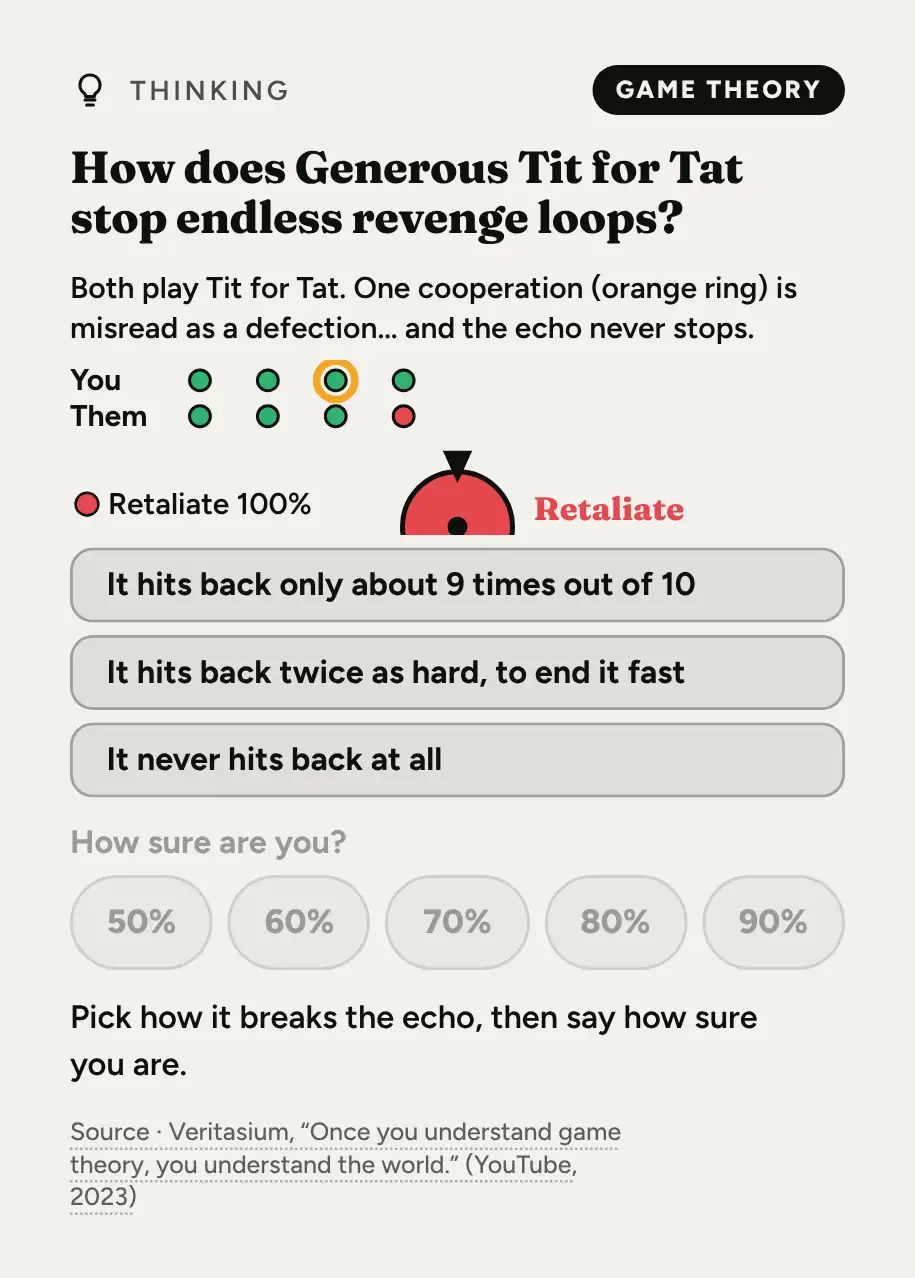 THINKING
GAME THEORY
How does Generous Tit for Tat
stop endless revenge loops?
Both play Tit for Tat. One cooperation (orange ring) is
misread as a defection... and the echo never stops.
You
Them
Retaliate 100%
Retaliate
It hits back only about 9 times out of 10
It hits back twice as hard, to end it fast
It never hits back at all
How sure are you?
50% 60% 70% 80% 90%
Pick how it breaks the echo, then say how sure
you are.
Source · Veritasium, “Once you understand game
theory, you understand the world.” (YouTube,
2023)